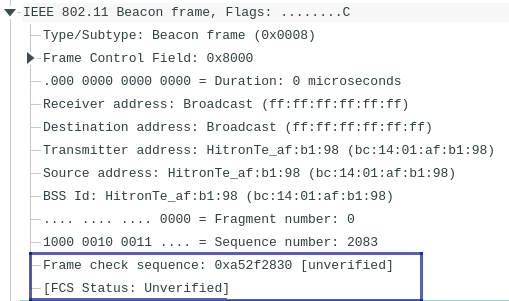 IEEE 802.11 Beacon frame, Flags: ........C
Type/Subtype: Beacon frame (0x0008)
Frame Control Field: 0x8000
.000 0000 0000 0000 = Duration: 0 microseconds
Receiver address: Broadcast (ff:ff:ff:ff:ff:ff)
Destination address: Broadcast (ff:ff:ff:ff:ff:ff)
Transmitter address: HitronTe_af:b1:98 (bc:14:01:af:b1:98)
Source address: HitronTe_af:b1:98 (bc:14:01:af:b1:98)
BSS Id: HitronTe_af:b1:98 (bc:14:01:af:b1:98)
.... .... .... 0000 = Fragment number: 0
1000 0010 0011 .... = Sequence number: 2083
Frame check sequence: 0xa52f2830 [unverified]
[FCS Status: Unverified]